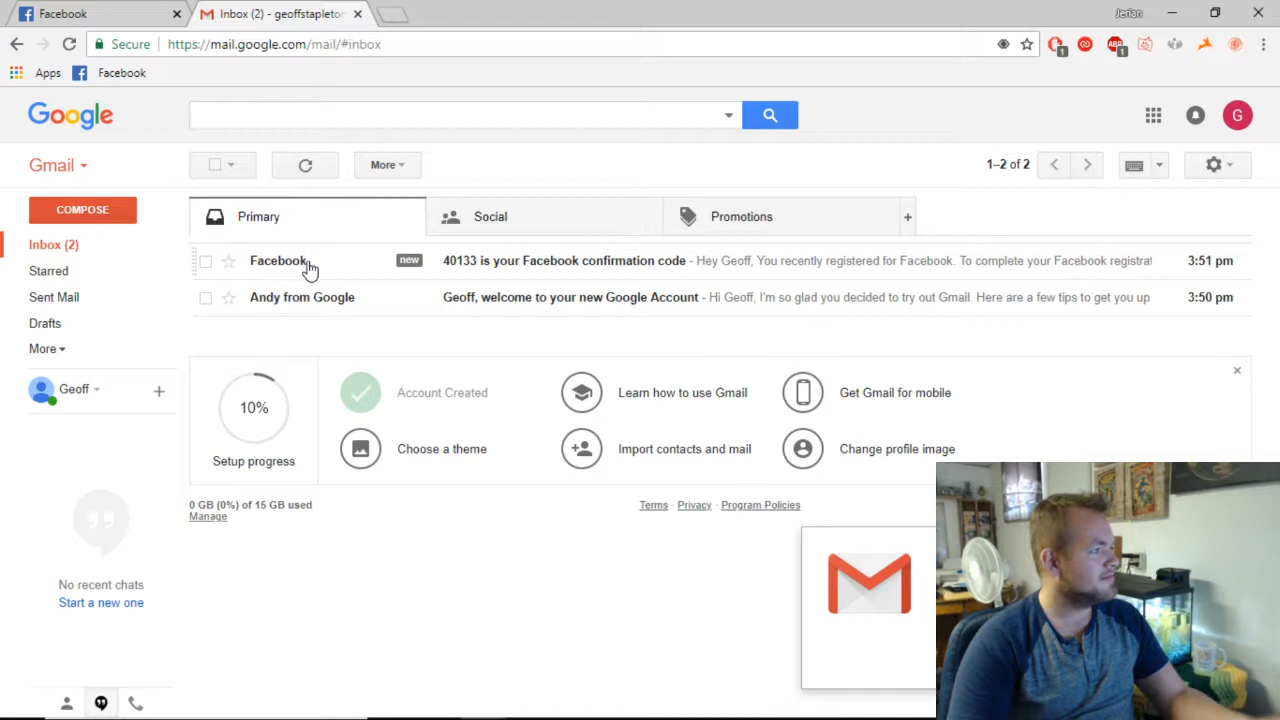 Facebook
Inbox (2) - geoffstapleto
Jerian
Secure
https://mail.google.com/mail/#inbox
1
ABP
1
Apps
Facebook
Google
G
Gmail
More
1–2 of 2
COMPOSE
Primary
Social
Promotions
Inbox (2)
Starred
Sent Mail
Drafts
More
Facebook
new
40133 is your Facebook confirmation code - Hey Geoff, You recently registered for Facebook. To complete your Facebook registrat
3:51 pm
Andy from Google
Geoff, welcome to your new Google Account - Hi Geoff, I'm so glad you decided to try out Gmail. Here are a few tips to get you up
3:50 pm
Geoff
10%
Setup progress
Account Created
Learn how to use Gmail
Get Gmail for mobile
Choose a theme
Import contacts and mail
Change profile image
0 GB (0%) of 15 GB used
Manage
Terms - Privacy - Program Policies
No recent chats
Start a new one